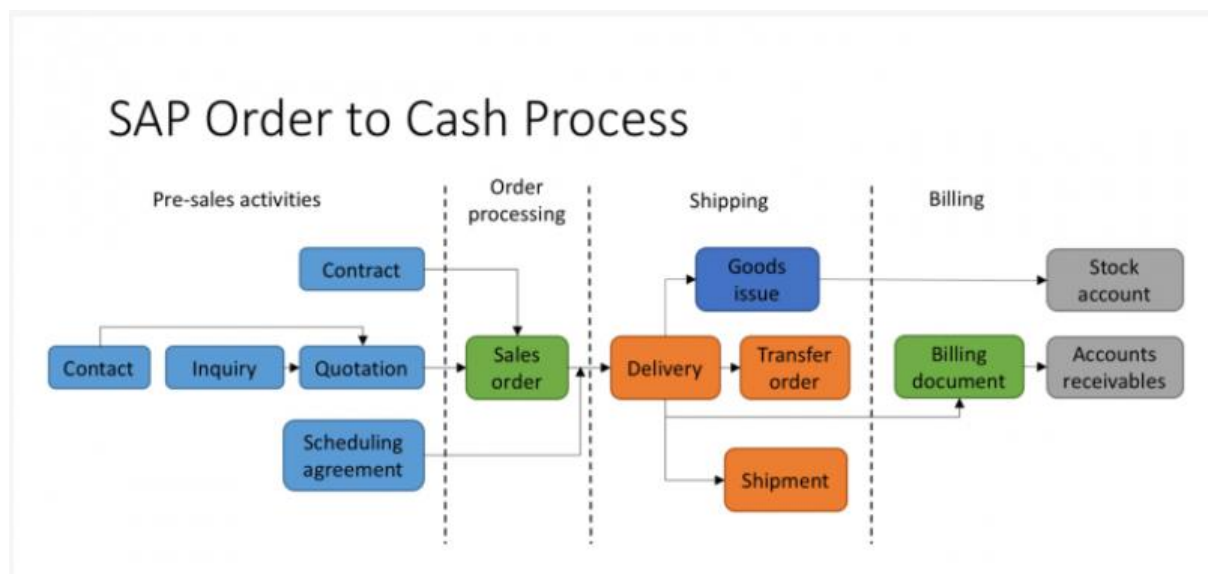 SAP Order to Cash Process
Pre-sales activities
Order
processing
Shipping
Billing
Contract
Goods
issue
Stock
account
Contact
Inquiry
Quotation
Sales
order
Delivery
Transfer
order
Billing
document
Accounts
receivables
Scheduling
agreement
Shipment